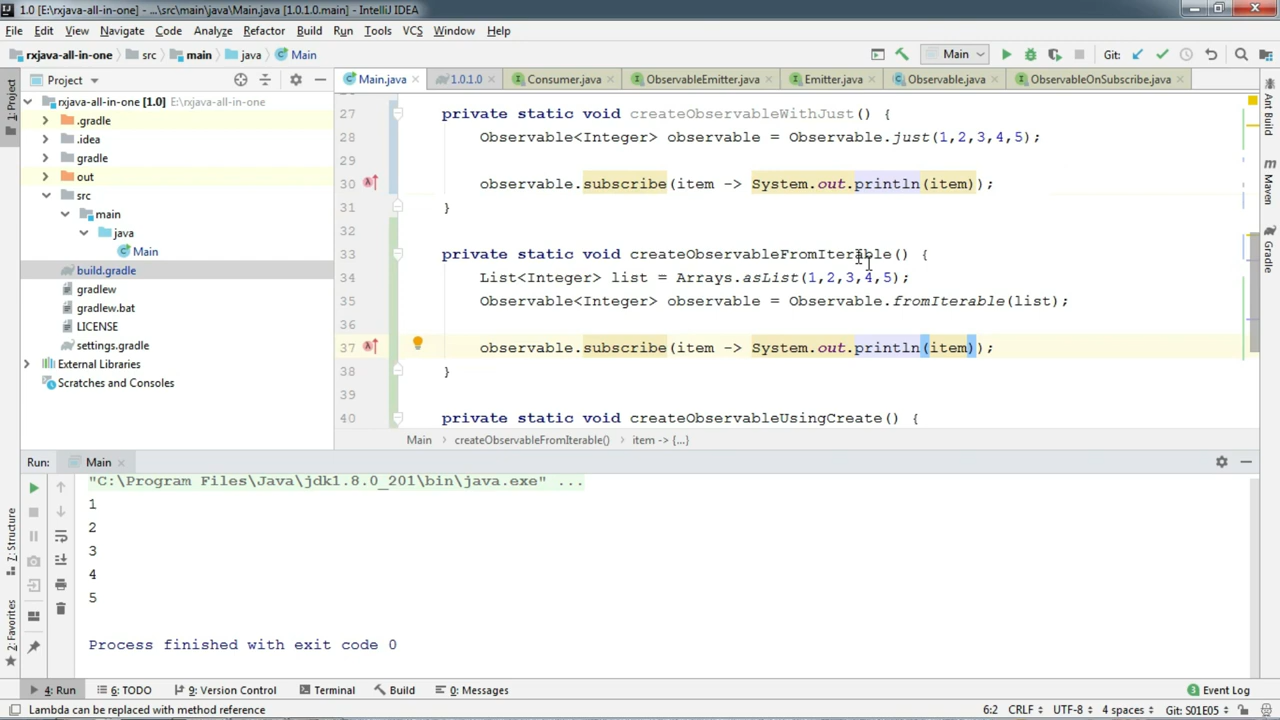 1.0 [E:\rxjava-all-in-one] - ...\src\main\java\Main.java [1.0.1.0.main] - IntelliJ IDEA
File Edit View Navigate Code Analyze Refactor Build Run Tools VCS Window Help
rxjava-all-in-one src main java Main Main Git:
Project Main.java 1.0.1.0 Consumer.java ObservableEmitter.java Emitter.java Observable.java ObservableOnSubscribe.java
1: Project
rxjava-all-in-one [1.0] E:\rxjava-all-in-one
.gradle
.idea
gradle
out
src
main
java
Main
build.gradle
gradlew
gradlew.bat
LICENSE
settings.gradle
External Libraries
Scratches and Consoles
27 private static void createObservableWithJust() {
28 Observable<Integer> observable = Observable.just(1,2,3,4,5);
29
30 observable.subscribe(item -> System.out.println(item));
31 }
32
33 private static void createObservableFromIterable() {
34 List<Integer> list = Arrays.asList(1,2,3,4,5);
35 Observable<Integer> observable = Observable.fromIterable(list);
36
37 observable.subscribe(item -> System.out.println(item));
38 }
39
40 private static void createObservableUsingCreate() {
Main createObservableFromIterable() item -> {...}
Ant Build
Maven
Gradle
Run: Main
"C:\Program Files\Java\jdk1.8.0_201\bin\java.exe" ...
1
2
3
4
5
Process finished with exit code 0
7: Structure
2: Favorites
4: Run 6: TODO 9: Version Control Terminal Build 0: Messages Event Log
Lambda can be replaced with method reference 6:2 CRLF UTF-8 4 spaces Git: S01E05